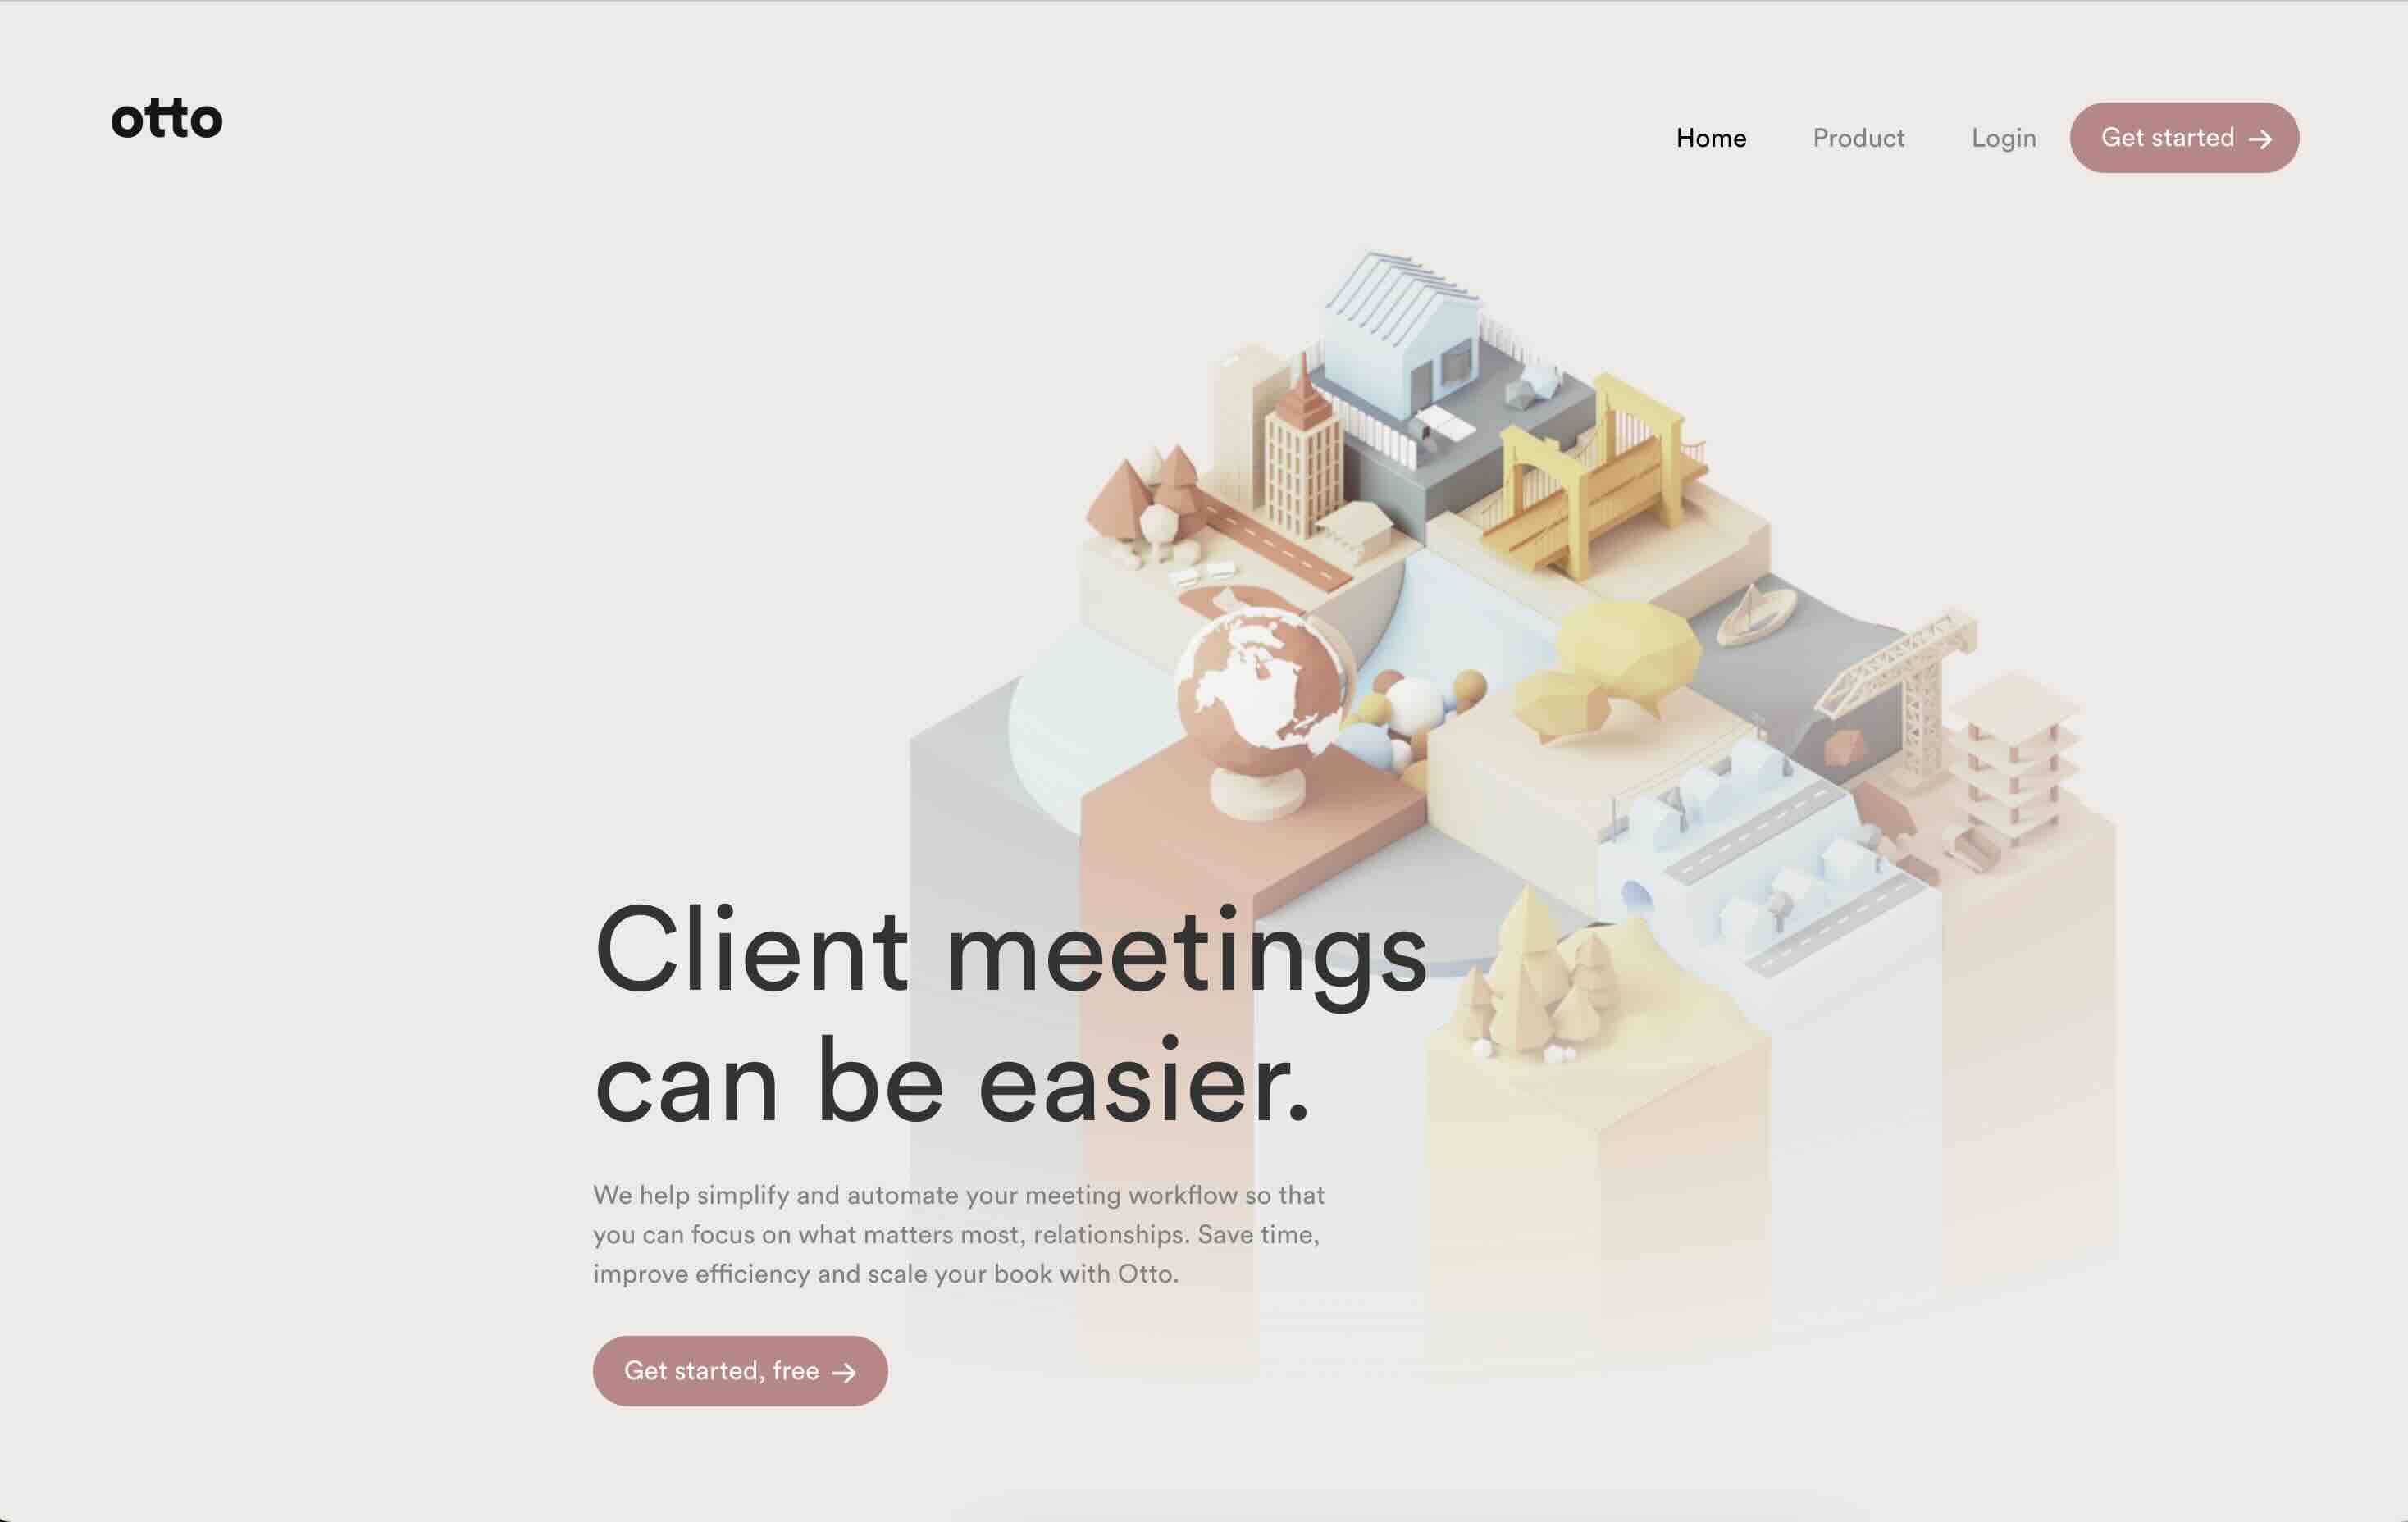 otto
Home
Product
Login
Get started →
Client meetings
can be easier.
We help simplify and automate your meeting workflow so that
you can focus on what matters most, relationships. Save time,
improve efficiency and scale your book with Otto.
Get started, free →